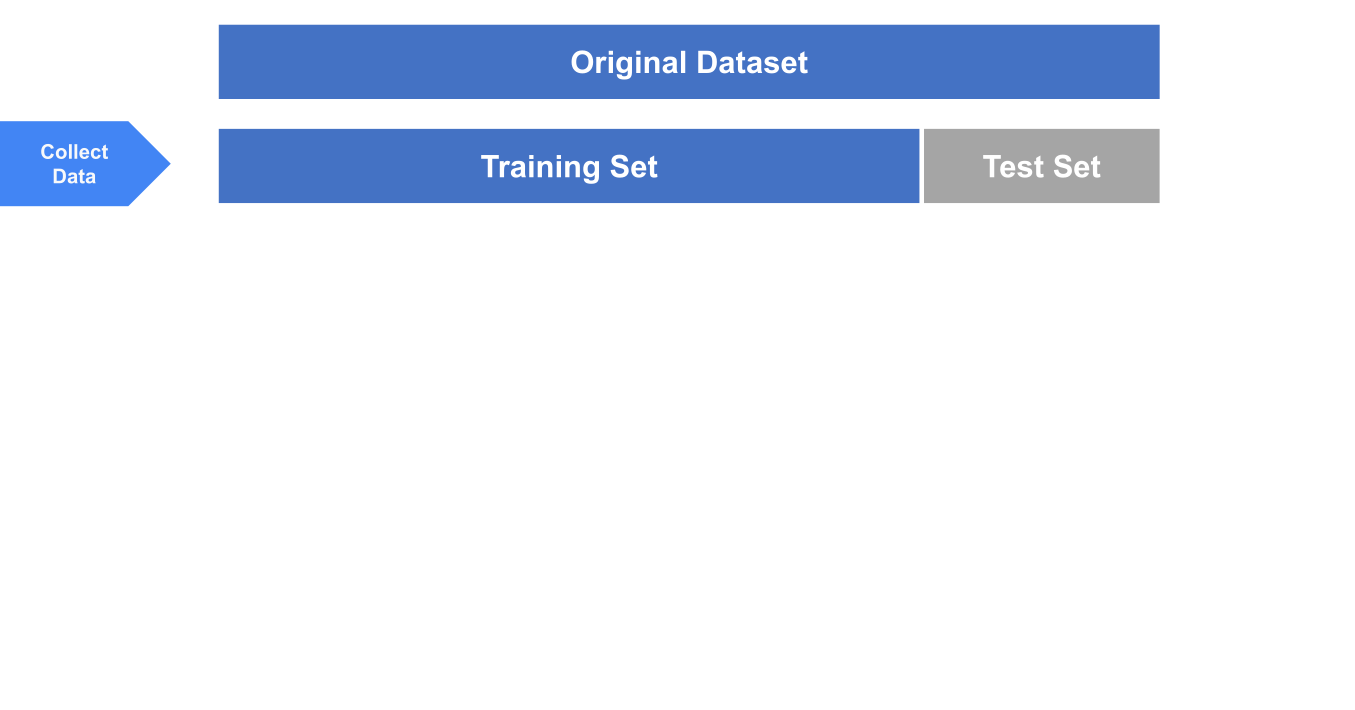 Original Dataset
Collect
Data
Training Set
Test Set